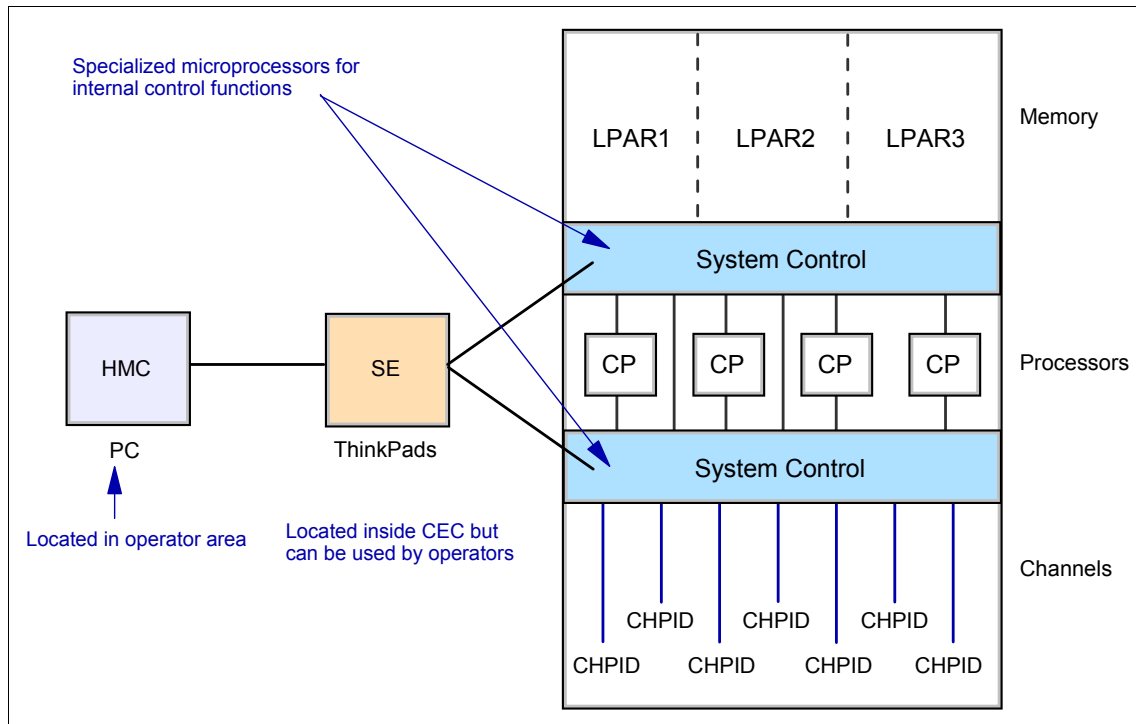 Specialized microprocessors for
internal control functions
LPAR1
LPAR2
LPAR3
Memory
System Control
HMC
SE
CP
CP
CP
CP
Processors
PC
ThinkPads
System Control
Located in operator area
Located inside CEC but
can be used by operators
Channels
CHPID
CHPID
CHPID
CHPID
CHPID
CHPID
CHPID